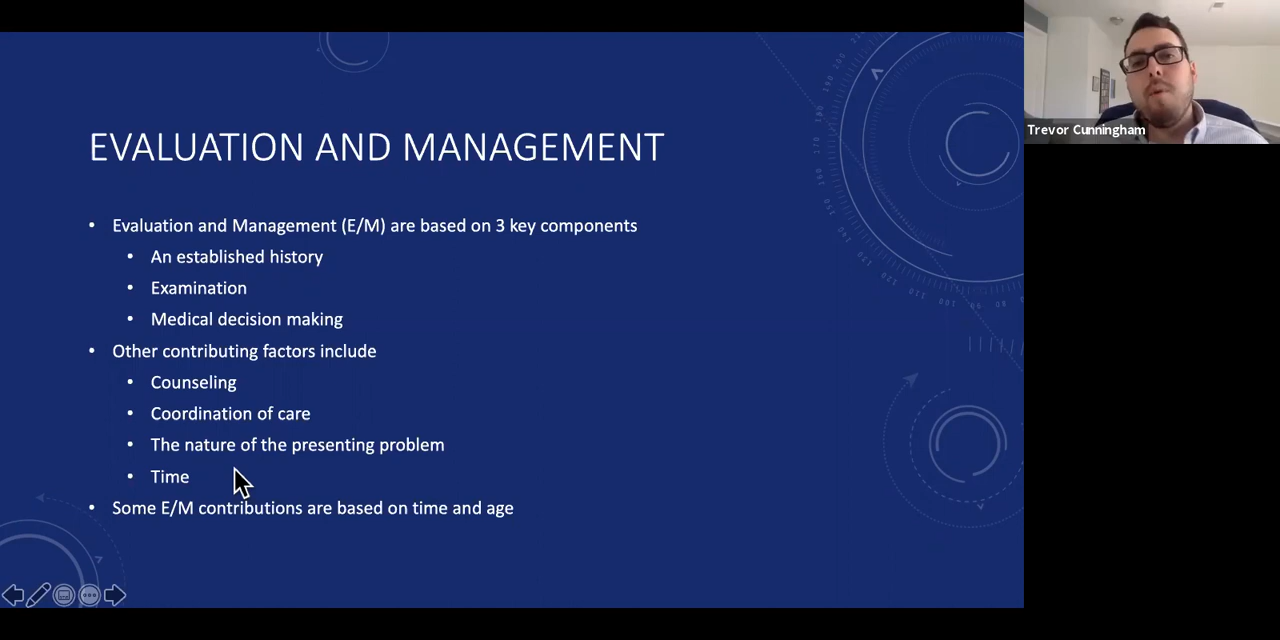 EVALUATION AND MANAGEMENT
• Evaluation and Management (E/M) are based on 3 key components
• An established history
• Examination
• Medical decision making
• Other contributing factors include
• Counseling
• Coordination of care
• The nature of the presenting problem
• Time
• Some E/M contributions are based on time and age
Trevor Cunningham